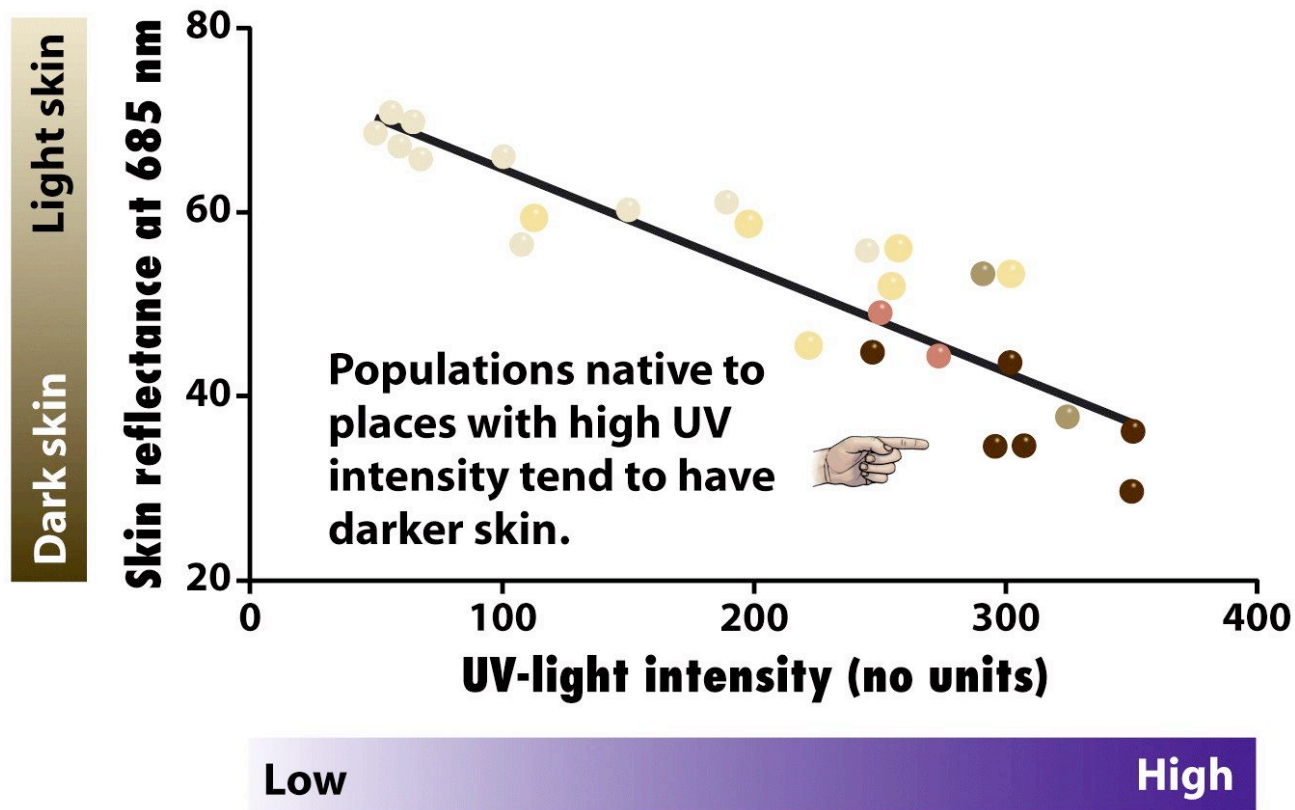 Light skin
Dark skin
Skin reflectance at 685 nm
80
60
40
20
Populations native to
places with high UV
intensity tend to have
darker skin.
0 100 200 300 400
UV-light intensity (no units)
Low High